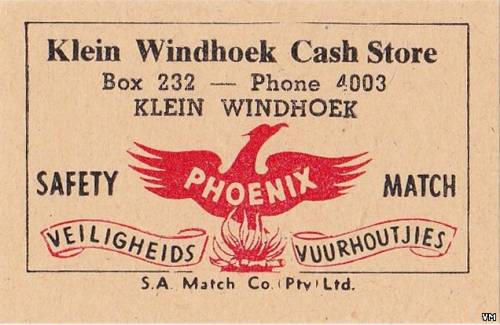 Klein Windhoek Cash Store
Box 232 — Phone 4003
KLEIN WINDHOEK
PHOENIX
SAFETY MATCH
VEILIGHEIDS VUURHOUTJIES
S.A. Match Co. (Pty) Ltd.
VM